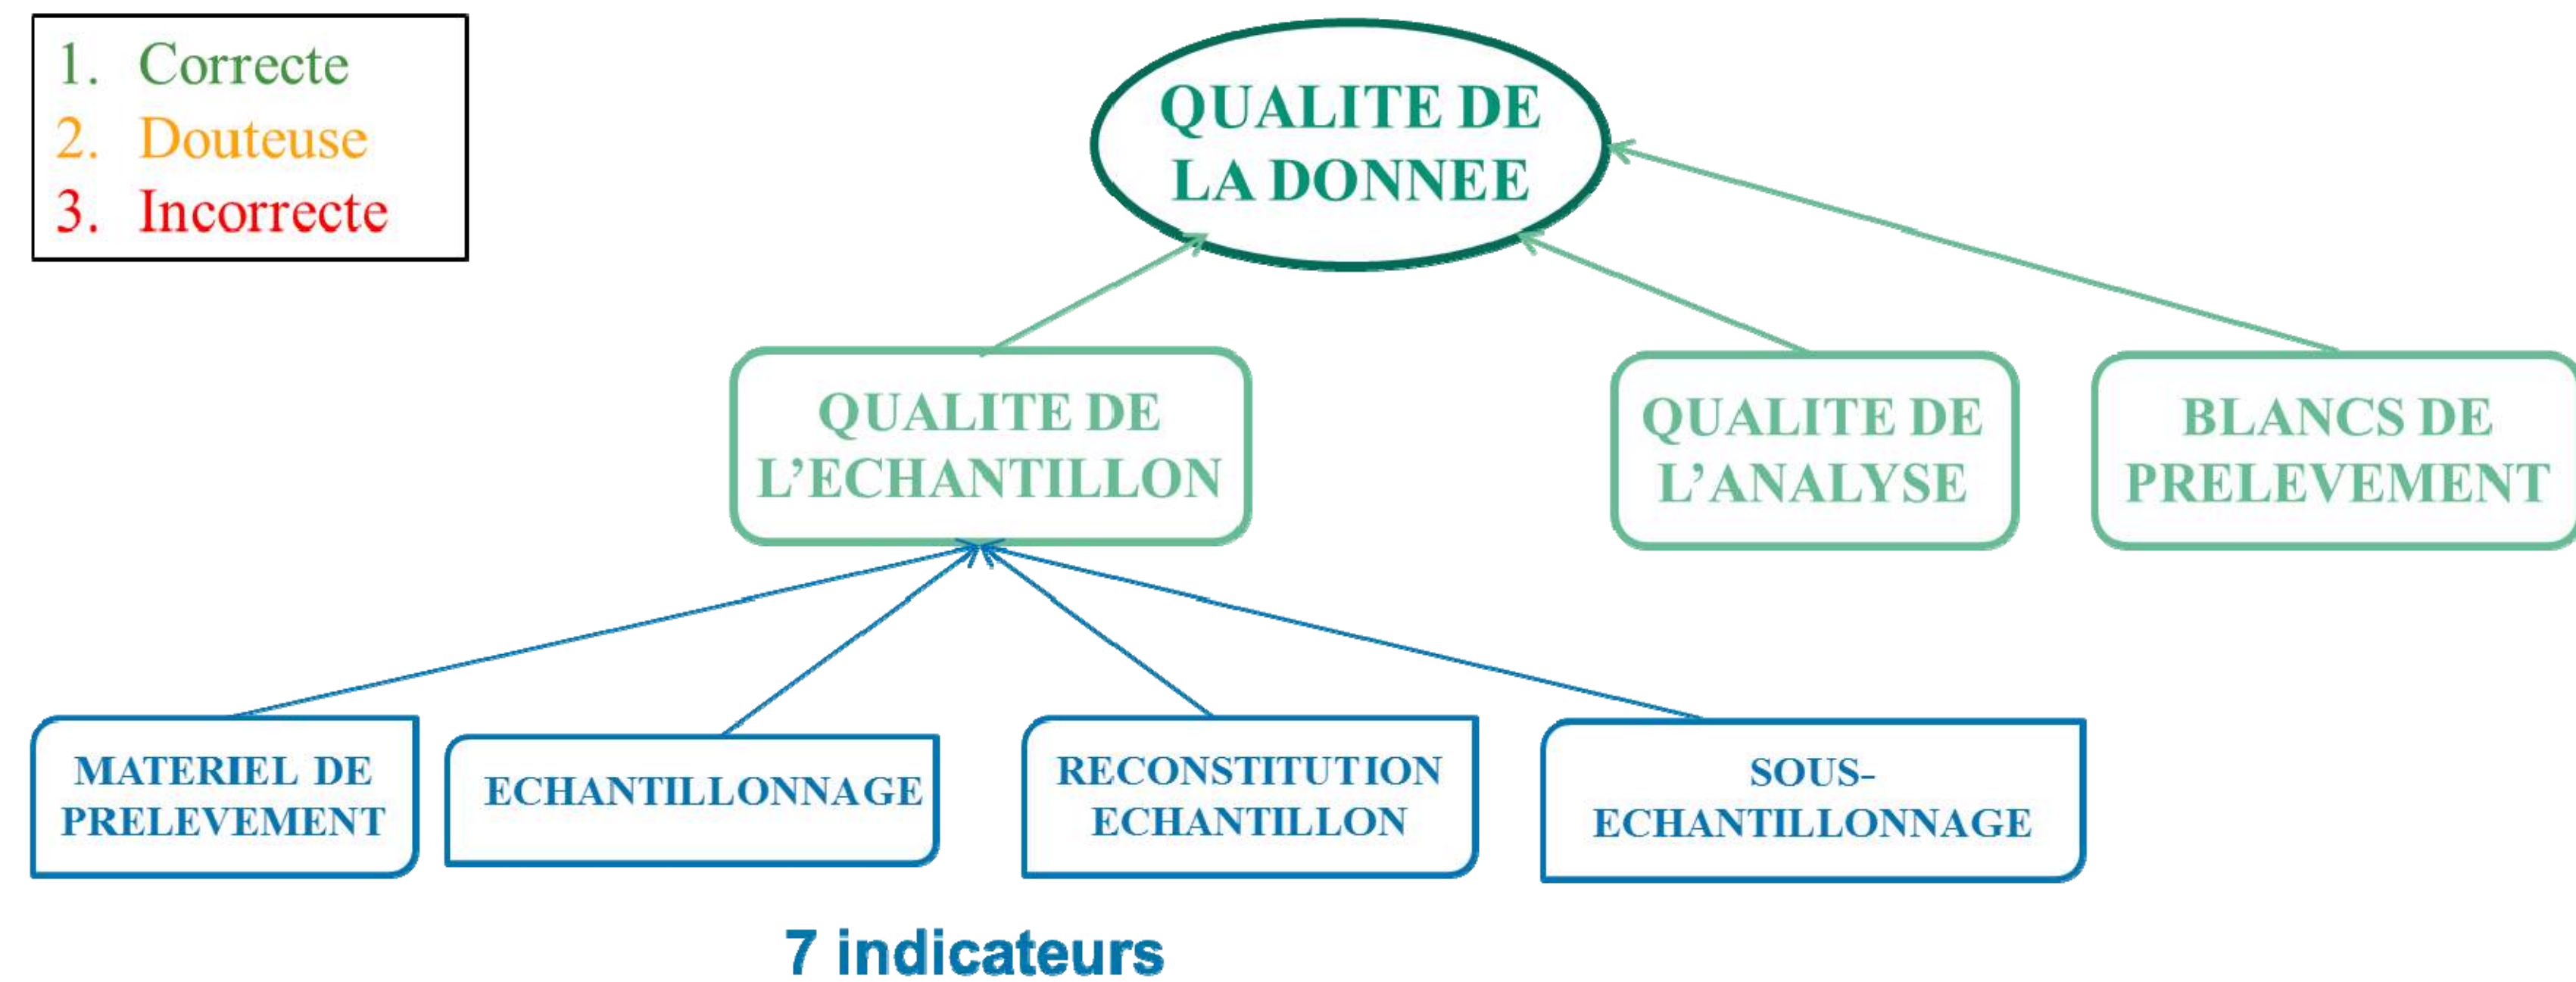 1. Correcte
2. Douteuse
3. Incorrecte
QUALITE DE
LA DONNEE
QUALITE DE
L’ECHANTILLON
QUALITE DE
L’ANALYSE
BLANCS DE
PRELEVEMENT
MATERIEL DE
PRELEVEMENT
ECHANTILLONNAGE
RECONSTITUTION
ECHANTILLON
SOUS-
ECHANTILLONNAGE
7 indicateurs